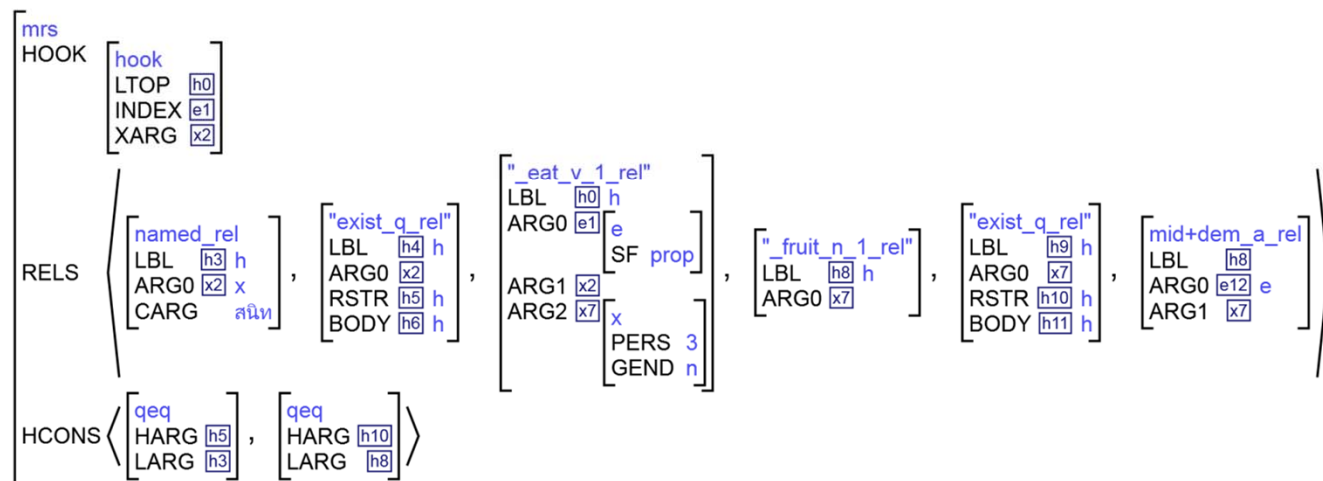 mrs
HOOK
hook
LTOP h0
INDEX e1
XARG x2
RELS
named_rel
LBL h3 h
ARG0 x2 x
CARG สนิท
,
"exist_q_rel"
LBL h4 h
ARG0 x2
RSTR h5 h
BODY h6 h
,
"_eat_v_1_rel"
LBL h0 h
ARG0 e1
e
SF prop
ARG1 x2
ARG2 x7
x
PERS 3
GEND n
,
"_fruit_n_1_rel"
LBL h8 h
ARG0 x7
,
"exist_q_rel"
LBL h9 h
ARG0 x7
RSTR h10 h
BODY h11 h
,
mid+dem_a_rel
LBL h8
ARG0 e12 e
ARG1 x7
HCONS
qeq
HARG h5
LARG h3
,
qeq
HARG h10
LARG h8